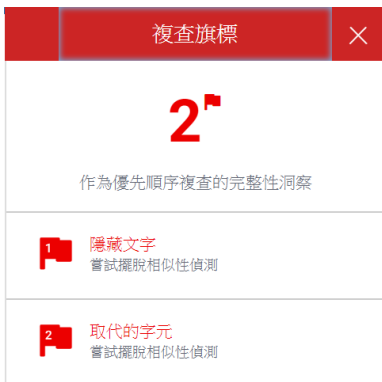 複查旗標
2
作為優先順序複查的完整性洞察
1
隱藏文字
嘗試擺脫相似性偵測
2
取代的字元
嘗試擺脫相似性偵測